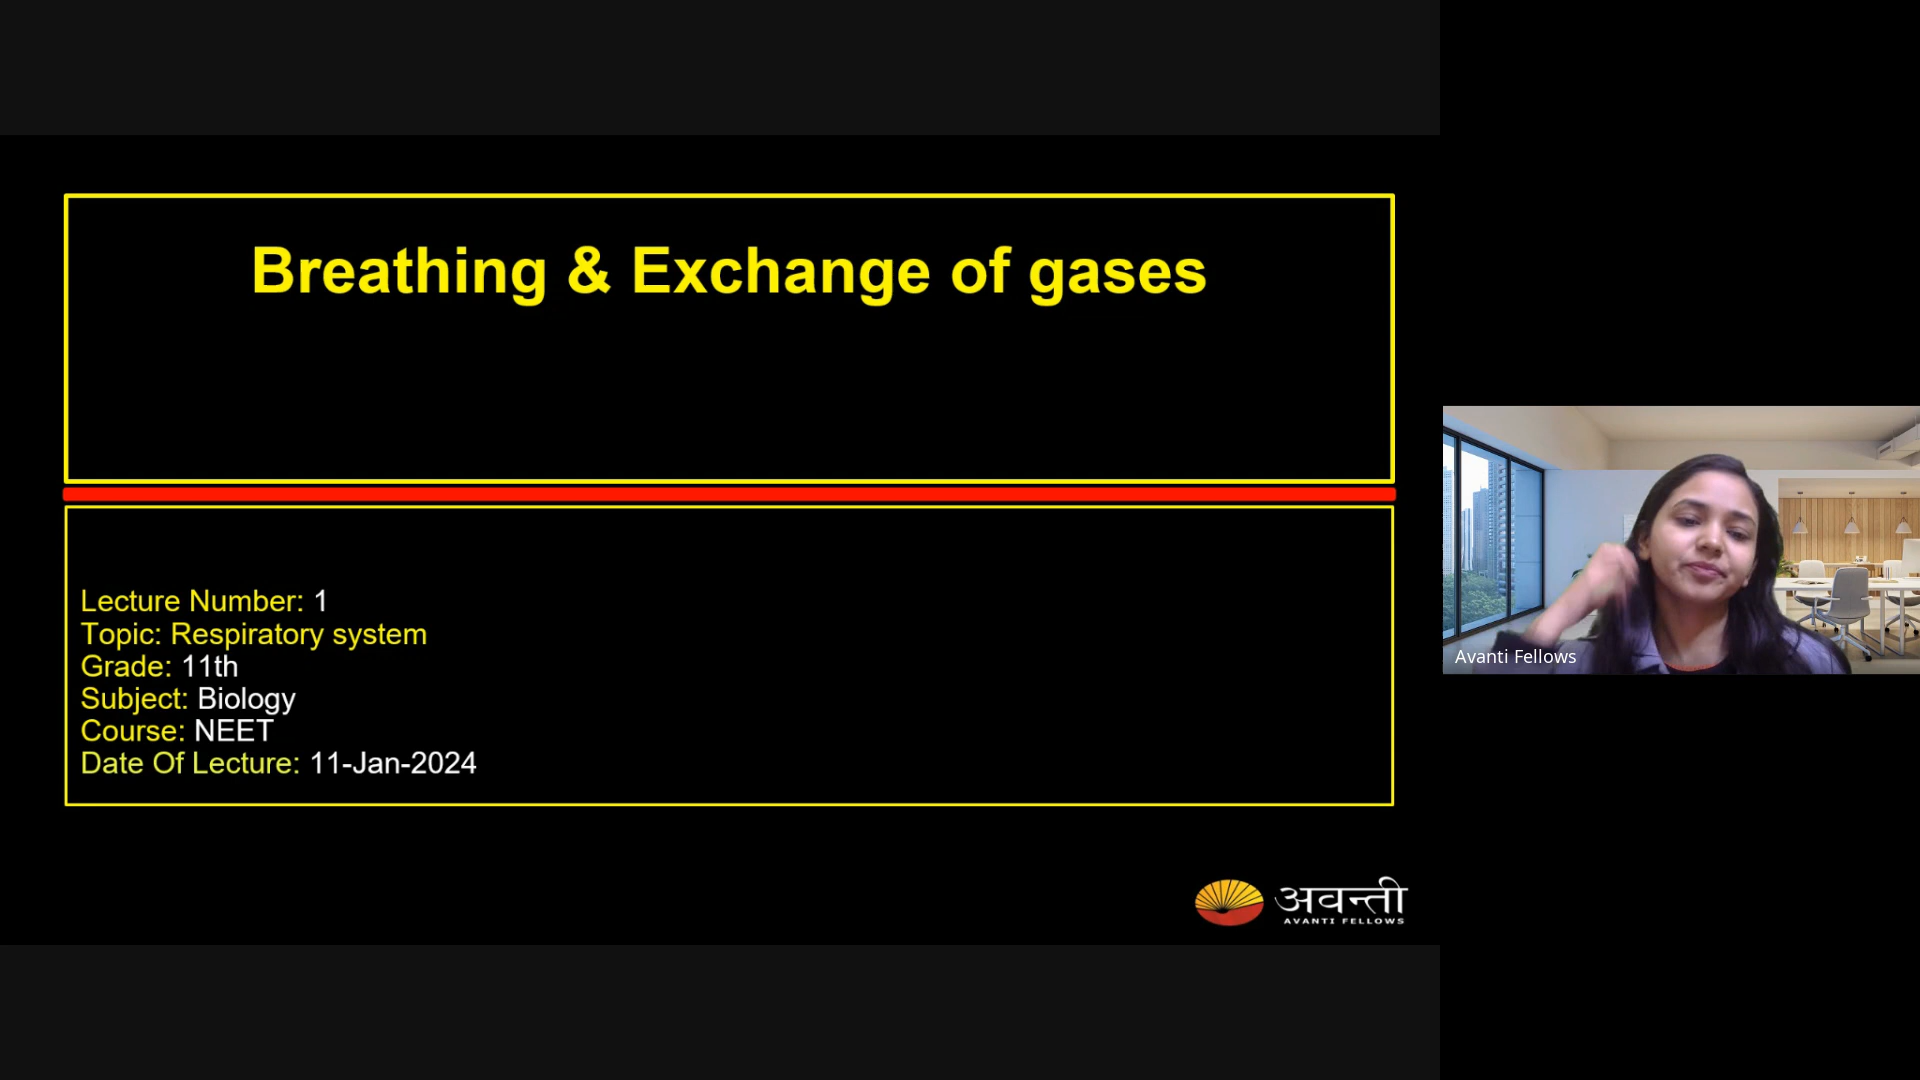 Breathing & Exchange of gases
Lecture Number: 1
Topic: Respiratory system
Grade: 11th
Subject: Biology
Course: NEET
Date Of Lecture: 11-Jan-2024
अवन्ती
AVANTI FELLOWS
Avanti Fellows